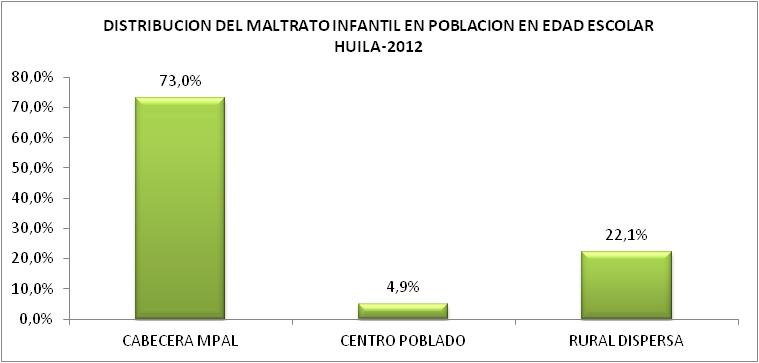 DISTRIBUCION DEL MALTRATO INFANTIL EN POBLACION EN EDAD ESCOLAR
HUILA-2012
80,0%
70,0%
60,0%
50,0%
40,0%
30,0%
20,0%
10,0%
0,0%
73,0%
4,9%
22,1%
CABECERA MPAL
CENTRO POBLADO
RURAL DISPERSA